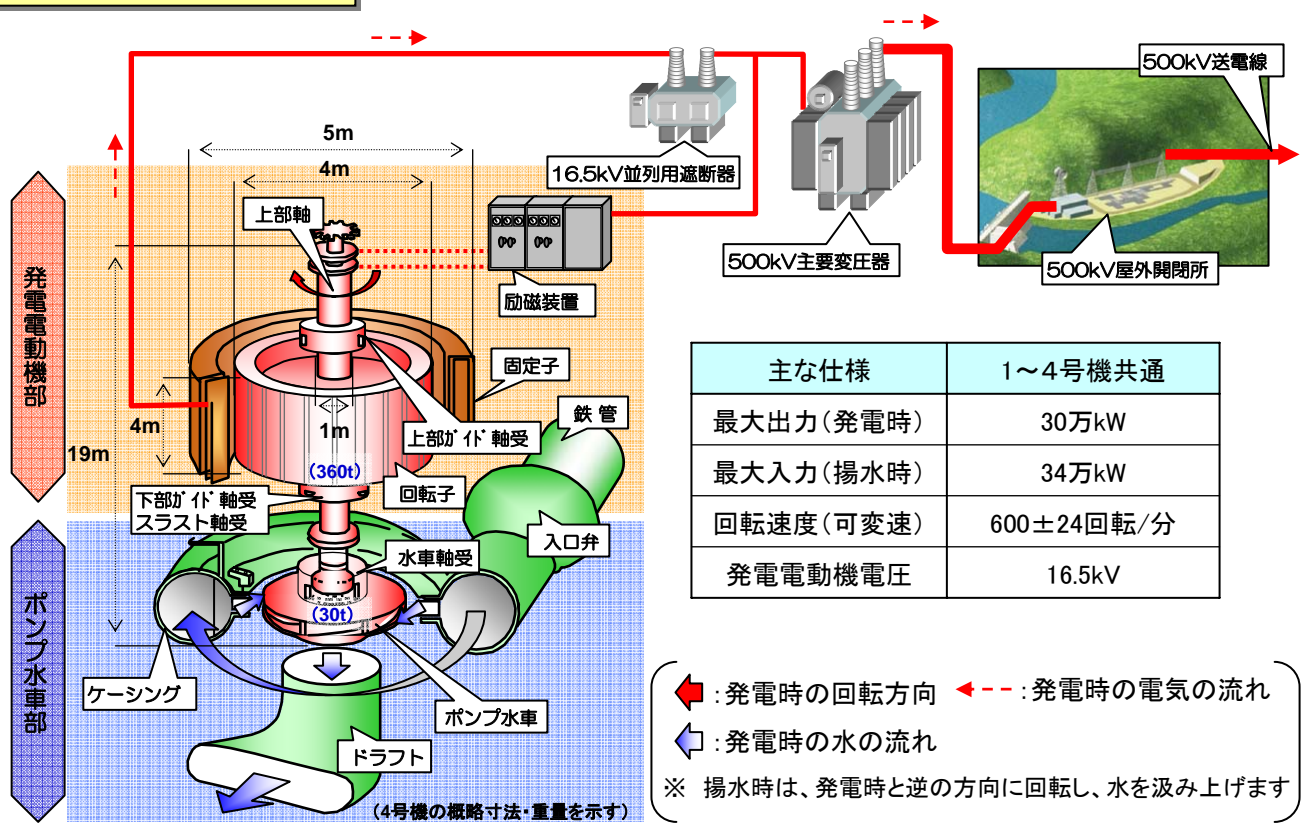 500kV送電線
5m
16.5kV並列用遮断器
4m
上部軸
500kV主要変圧器
500kV屋外開閉所
励磁装置
発電電動機部
固定子
鉄 管
4m
1m
上部ｶﾞｲﾄﾞ軸受
19m
(360t)
回転子
下部ｶﾞｲﾄﾞ軸受
スラスト軸受
入口弁
水車軸受
(30t)
ポンプ水車部
ケーシング
ポンプ水車
ドラフト
(4号機の概略寸法・重量を示す)
主な仕様 1～4号機共通
最大出力(発電時) 30万kW
最大入力(揚水時) 34万kW
回転速度(可変速) 600±24回転/分
発電電動機電圧 16.5kV
:発電時の回転方向 :発電時の電気の流れ
:発電時の水の流れ
※ 揚水時は、発電時と逆の方向に回転し、水を汲み上げます